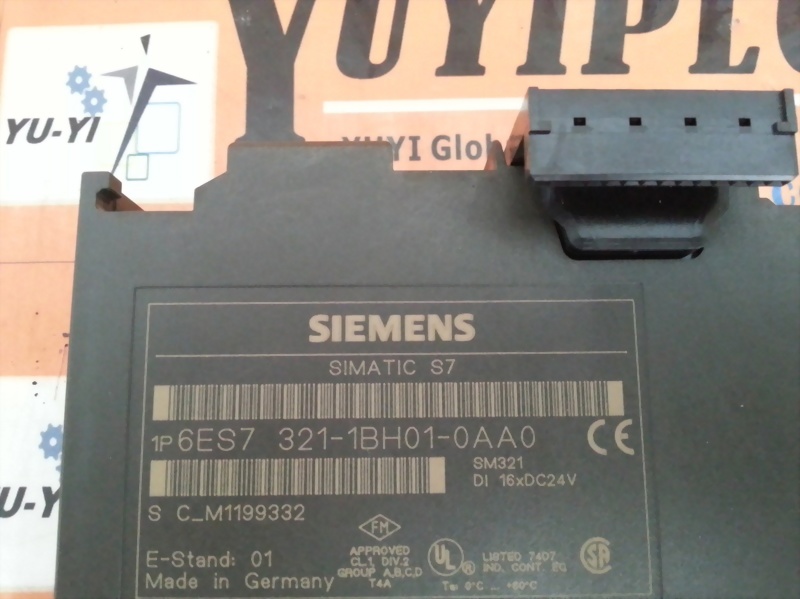 YUYIPLC
YU-YI
YUYI Glob
SIEMENS
SIMATIC S7
1P 6ES7 321-1BH01-0AA0
CE
SM321
DI 16xDC24V
S C_M1199332
FM
APPROVED
CL.1, DIV.2
GROUP A,B,C,D
T4A
UL
LISTED 7407
IND. CONT. EQ
SA
E-Stand: 01
Made in Germany
0°C ... +60°C
U-Y